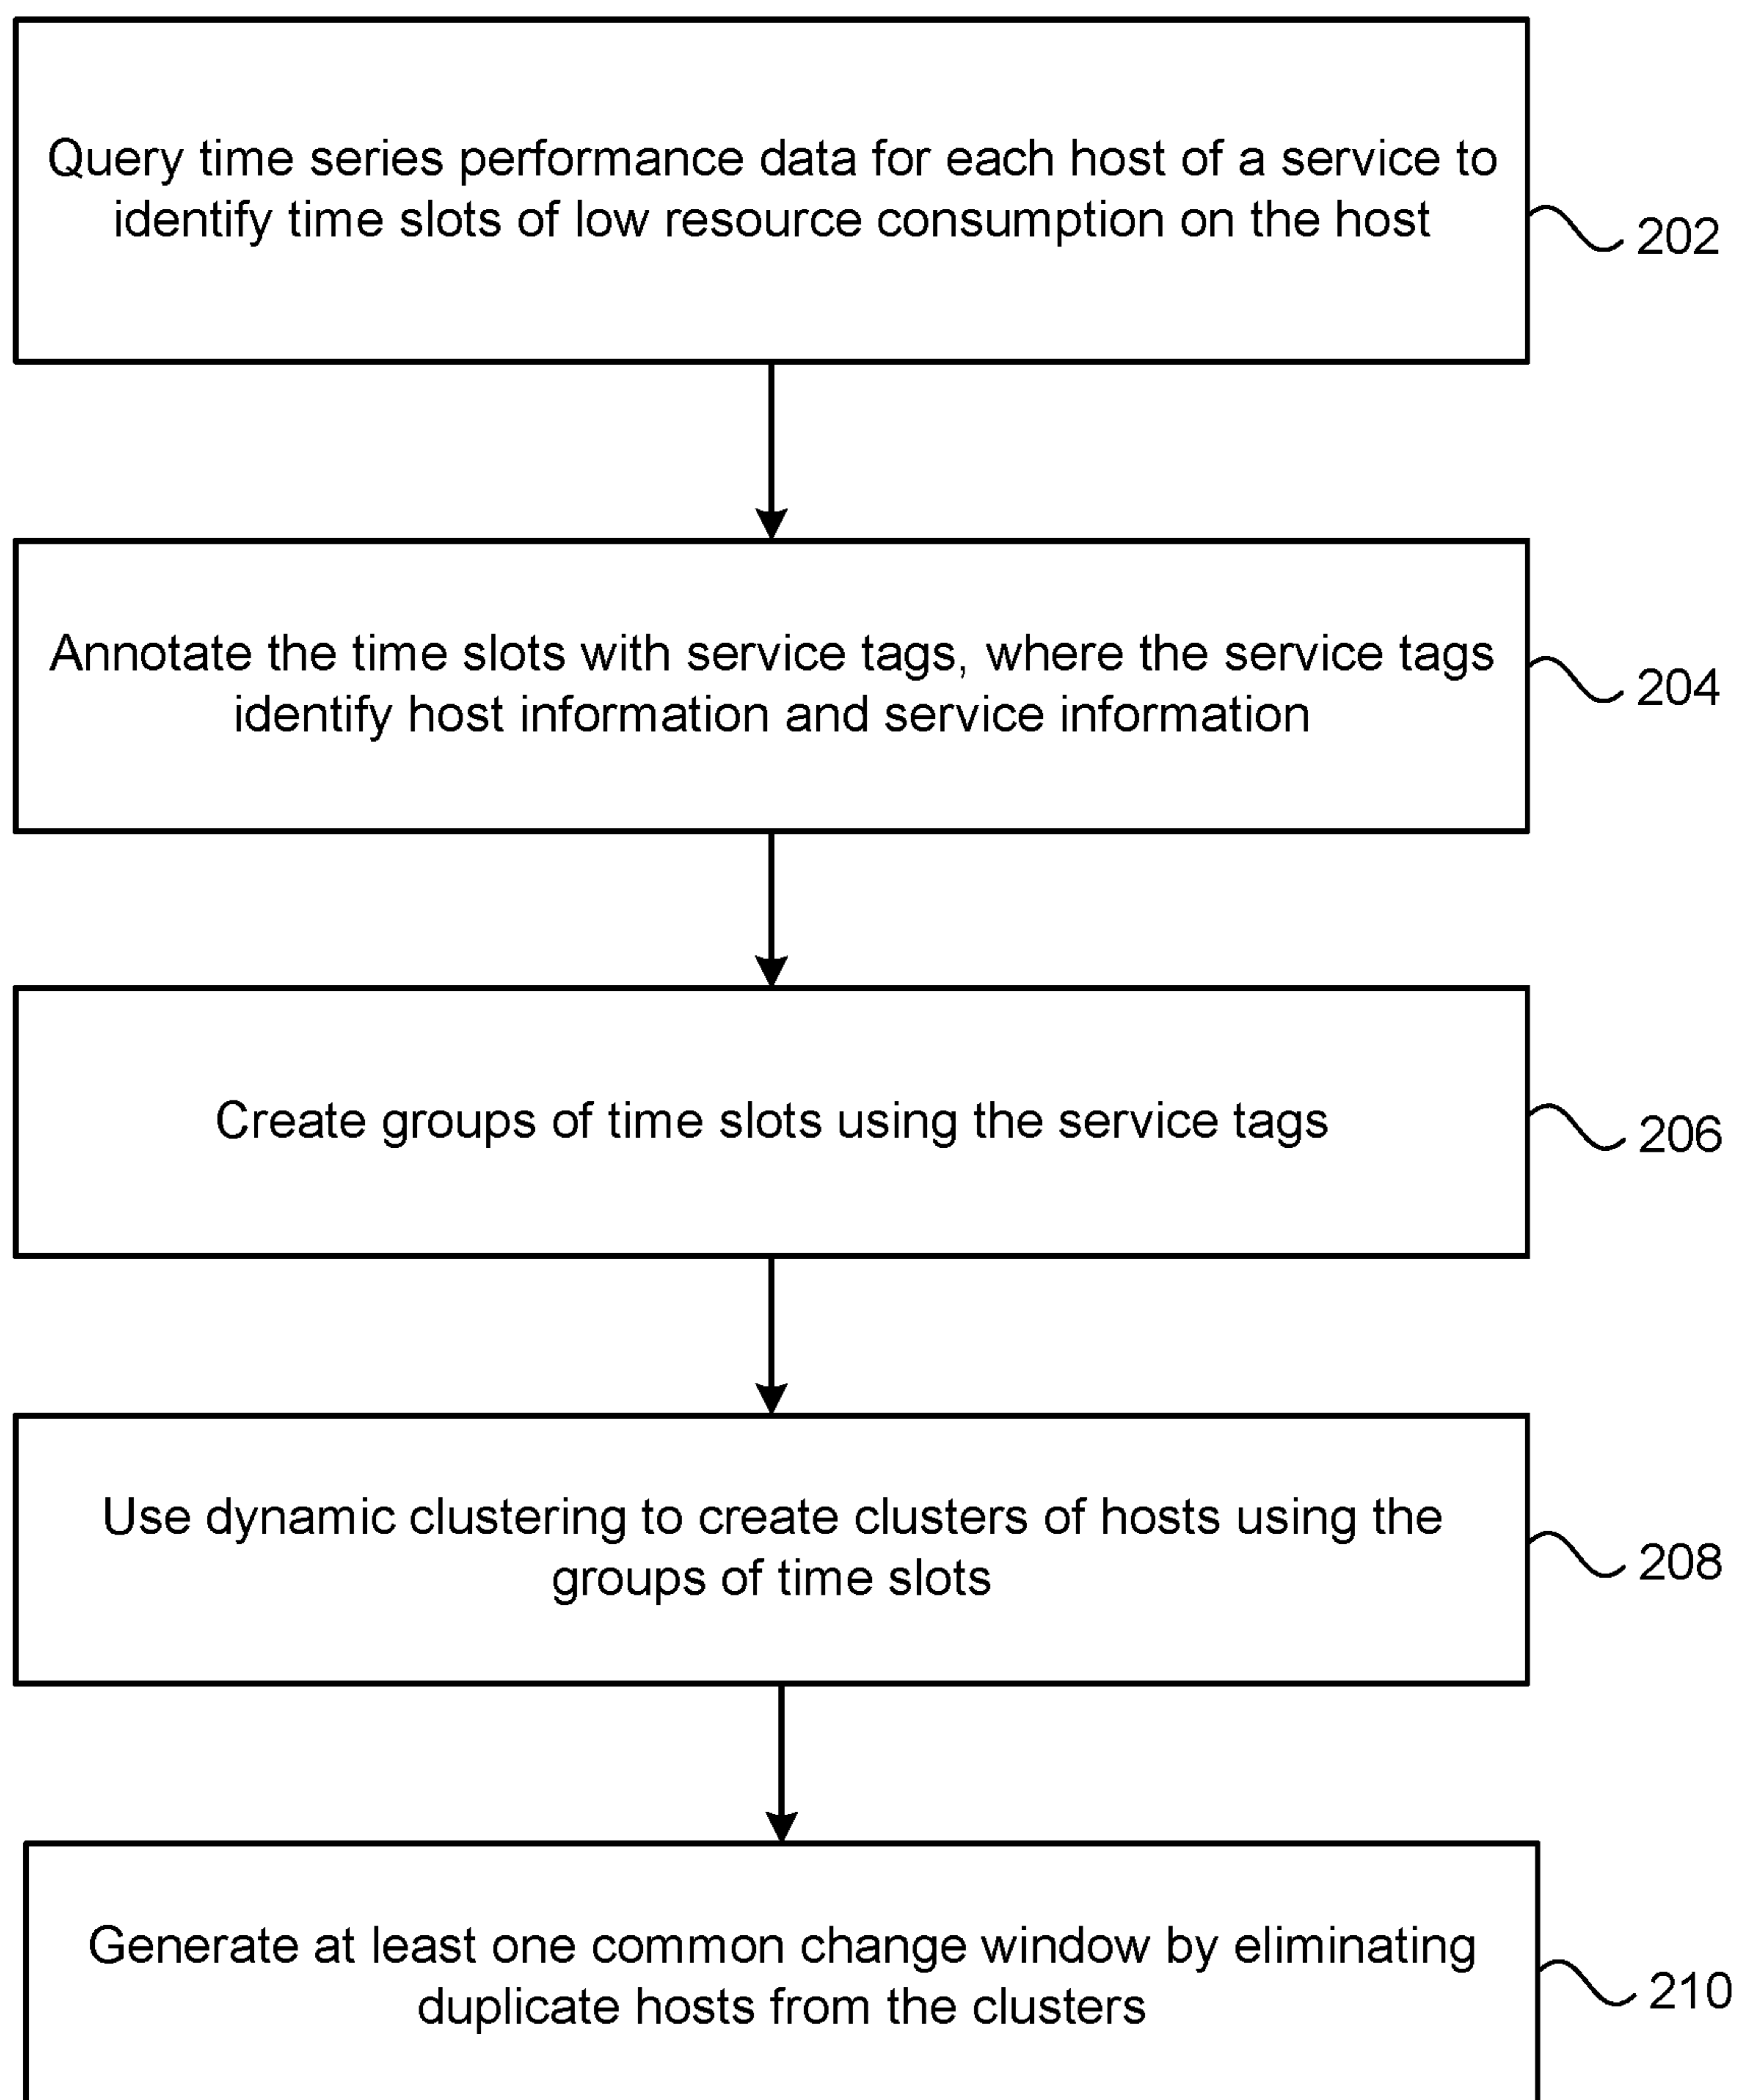 Query time series performance data for each host of a service to
identify time slots of low resource consumption on the host
202
Annotate the time slots with service tags, where the service tags
identify host information and service information
204
Create groups of time slots using the service tags
206
Use dynamic clustering to create clusters of hosts using the
groups of time slots
208
Generate at least one common change window by eliminating
duplicate hosts from the clusters
210